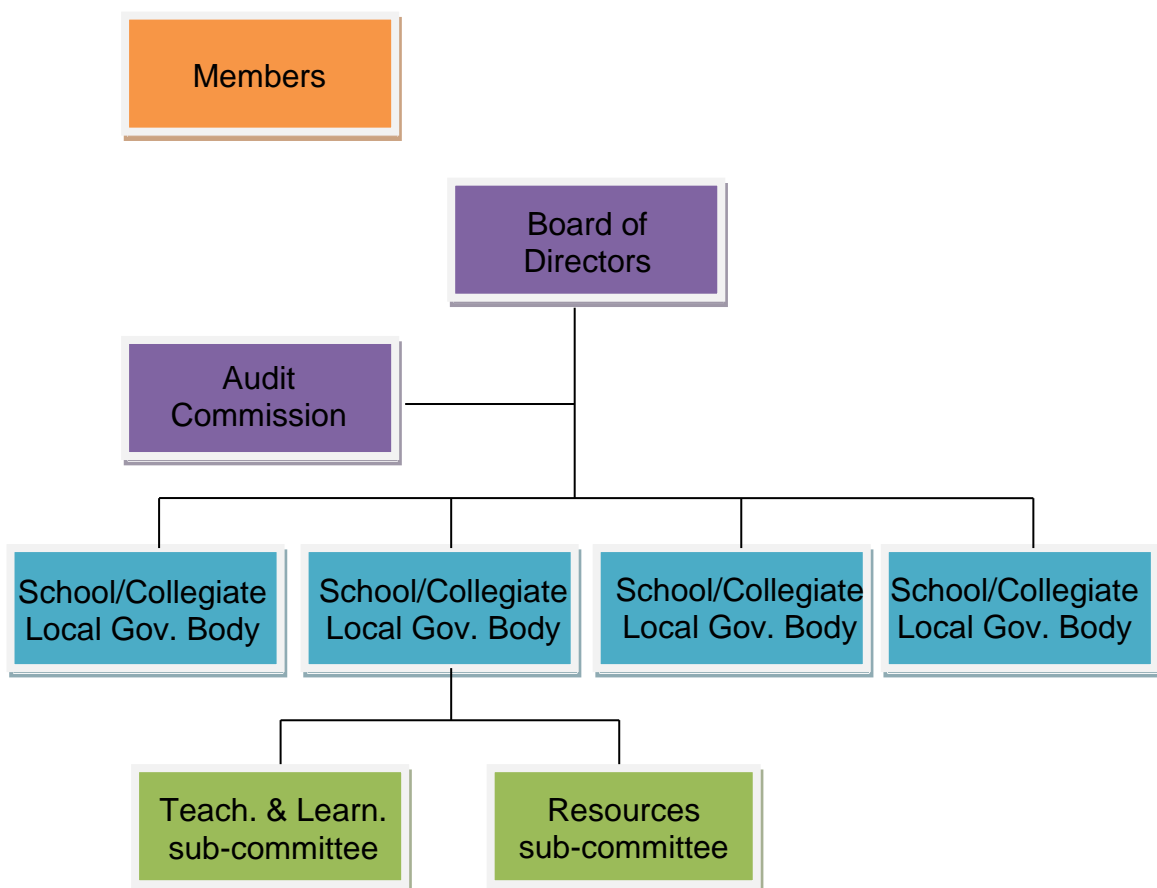 Members
Board of
Directors
Audit
Commission
School/Collegiate
Local Gov. Body
School/Collegiate
Local Gov. Body
School/Collegiate
Local Gov. Body
School/Collegiate
Local Gov. Body
Teach. & Learn.
sub-committee
Resources
sub-committee